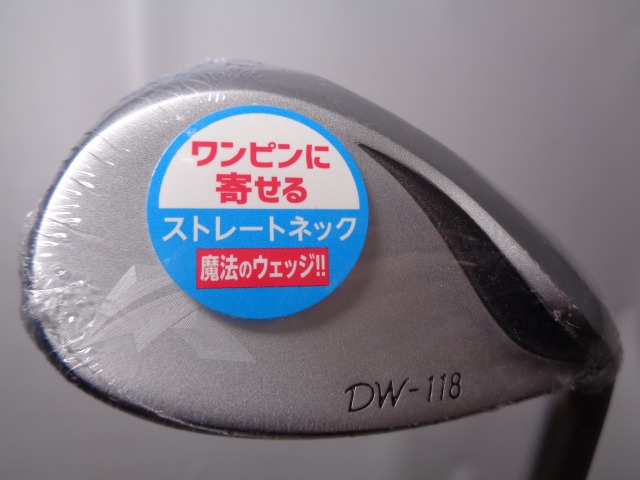 ワンピンに
寄せる
ストレートネック
魔法のウェッジ!!
DW-118